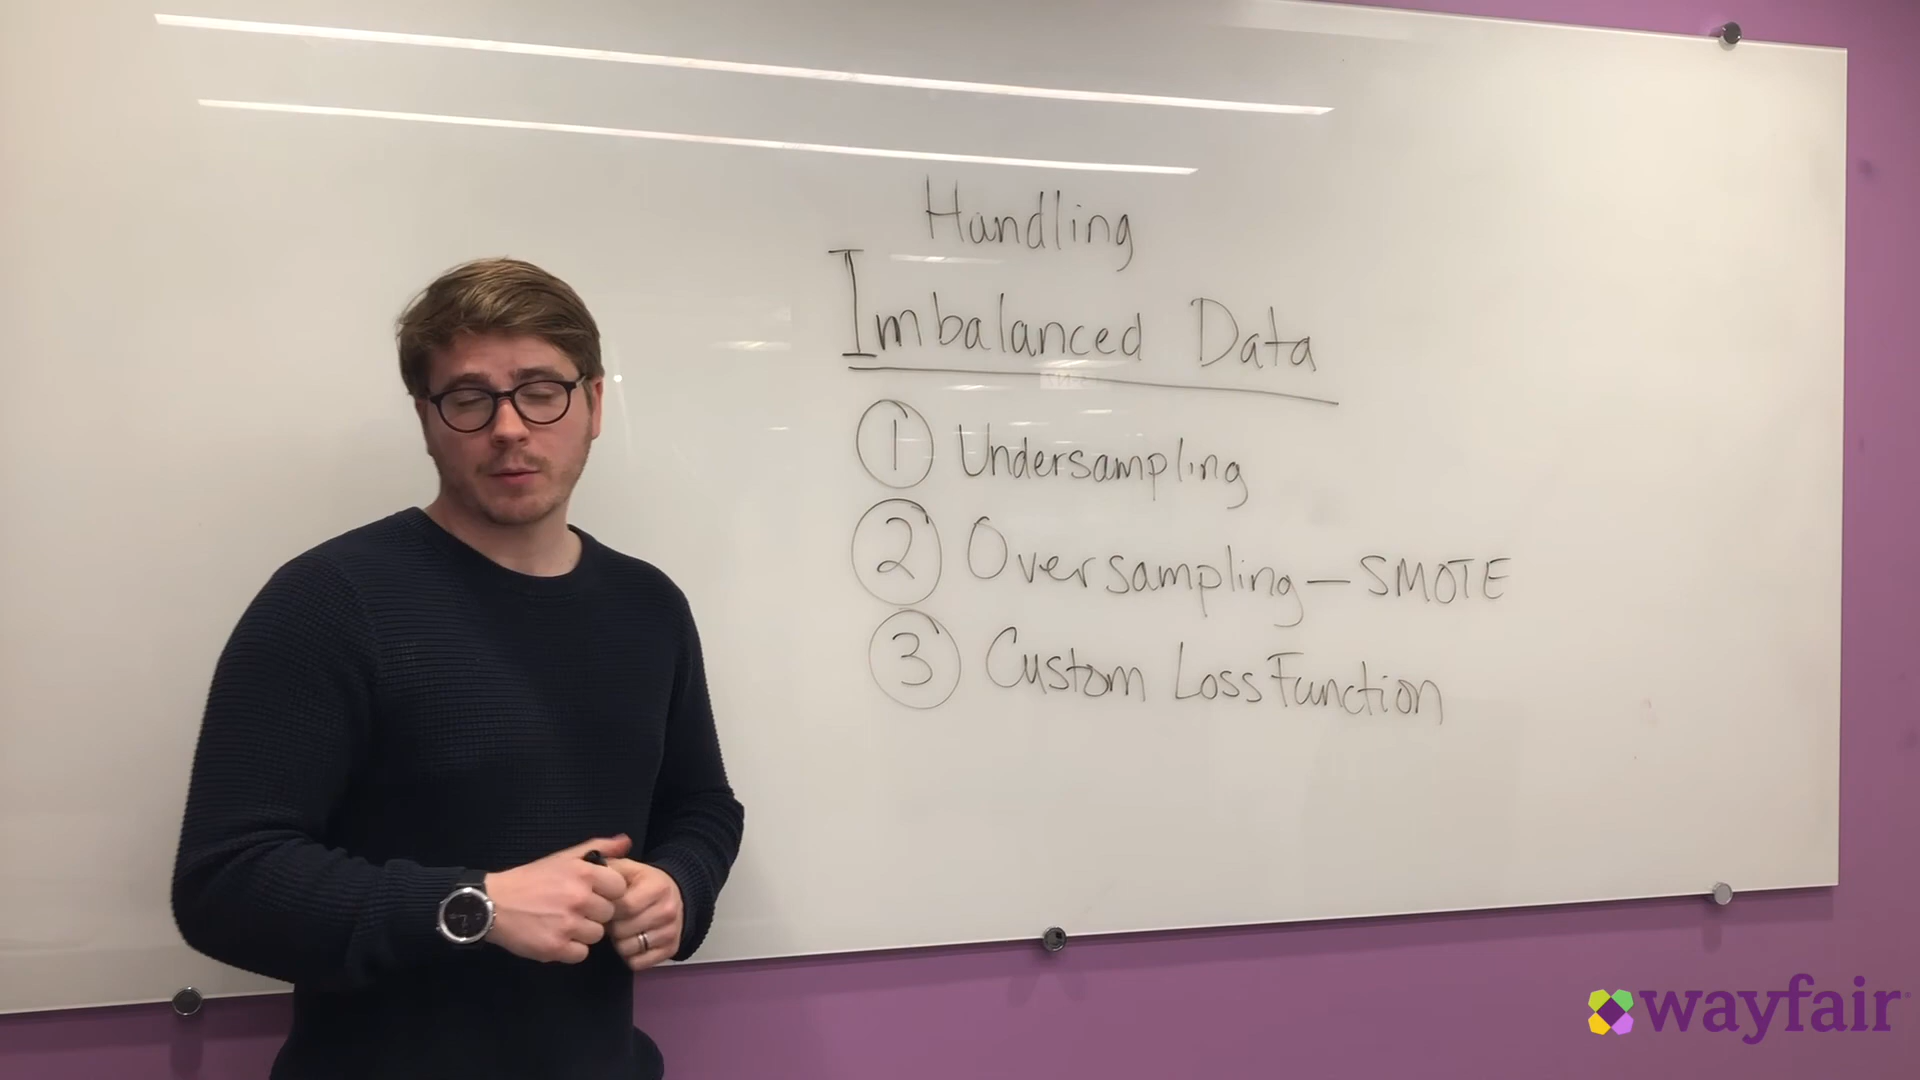 Handling
Imbalanced Data
1 Undersampling
2 Oversampling — SMOTE
3 Custom Loss Function
wayfair